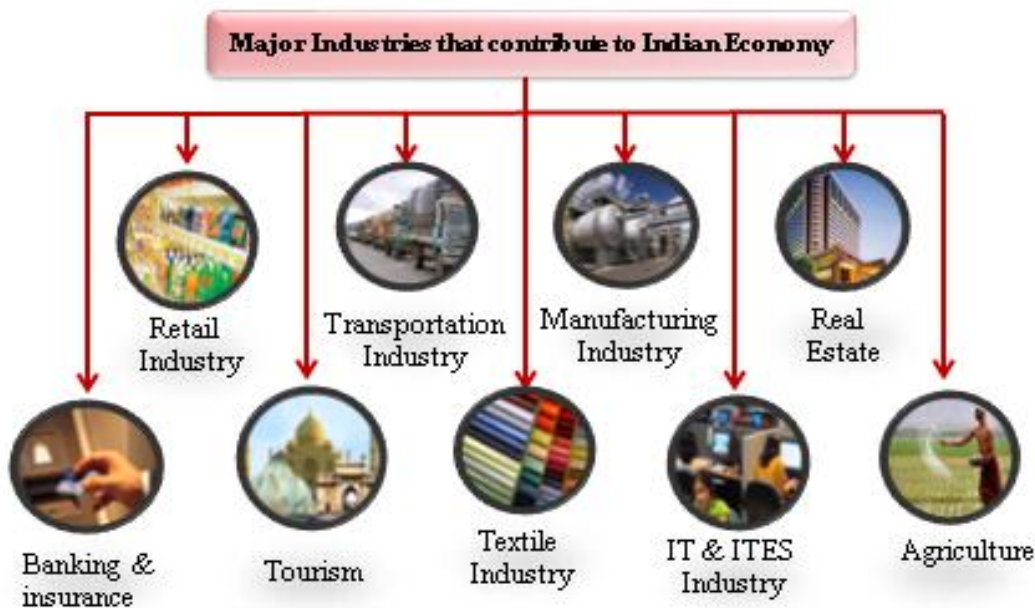 Major Industries that contribute to Indian Economy
Retail
Industry
Transportation
Industry
Manufacturing
Industry
Real
Estate
Banking &
insurance
Tourism
Textile
Industry
IT & ITES
Industry
Agriculture